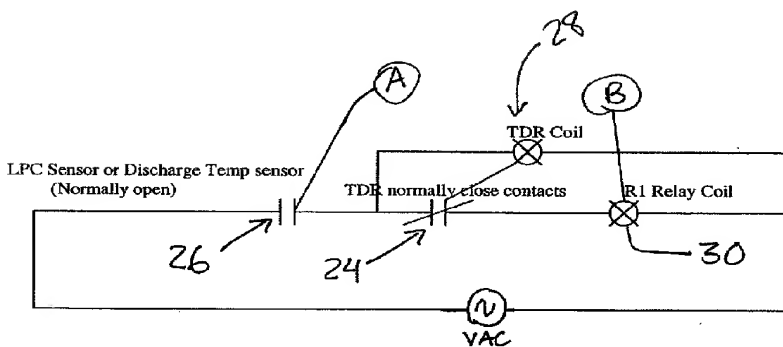 28
A
B
TDR Coil
LPC Sensor or Discharge Temp sensor
(Normally open)
TDR normally close contacts
R1 Relay Coil
26
24
30
VAC